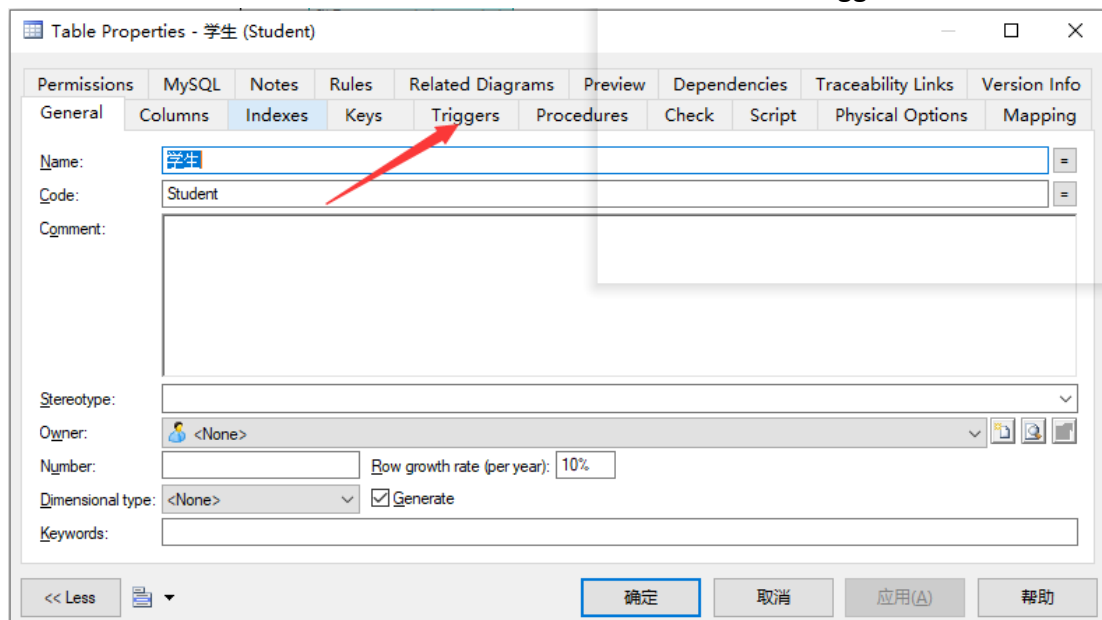 Table Properties - 学生 (Student)
Permissions MySQL Notes Rules Related Diagrams Preview Dependencies Traceability Links Version Info
General Columns Indexes Keys Triggers Procedures Check Script Physical Options Mapping
Name: 学生 =
Code: Student =
Comment:
Stereotype:
Owner: <None>
Number: Row growth rate (per year): 10%
Dimensional type: <None> Generate
Keywords:
<< Less 确定 取消 应用(A) 帮助